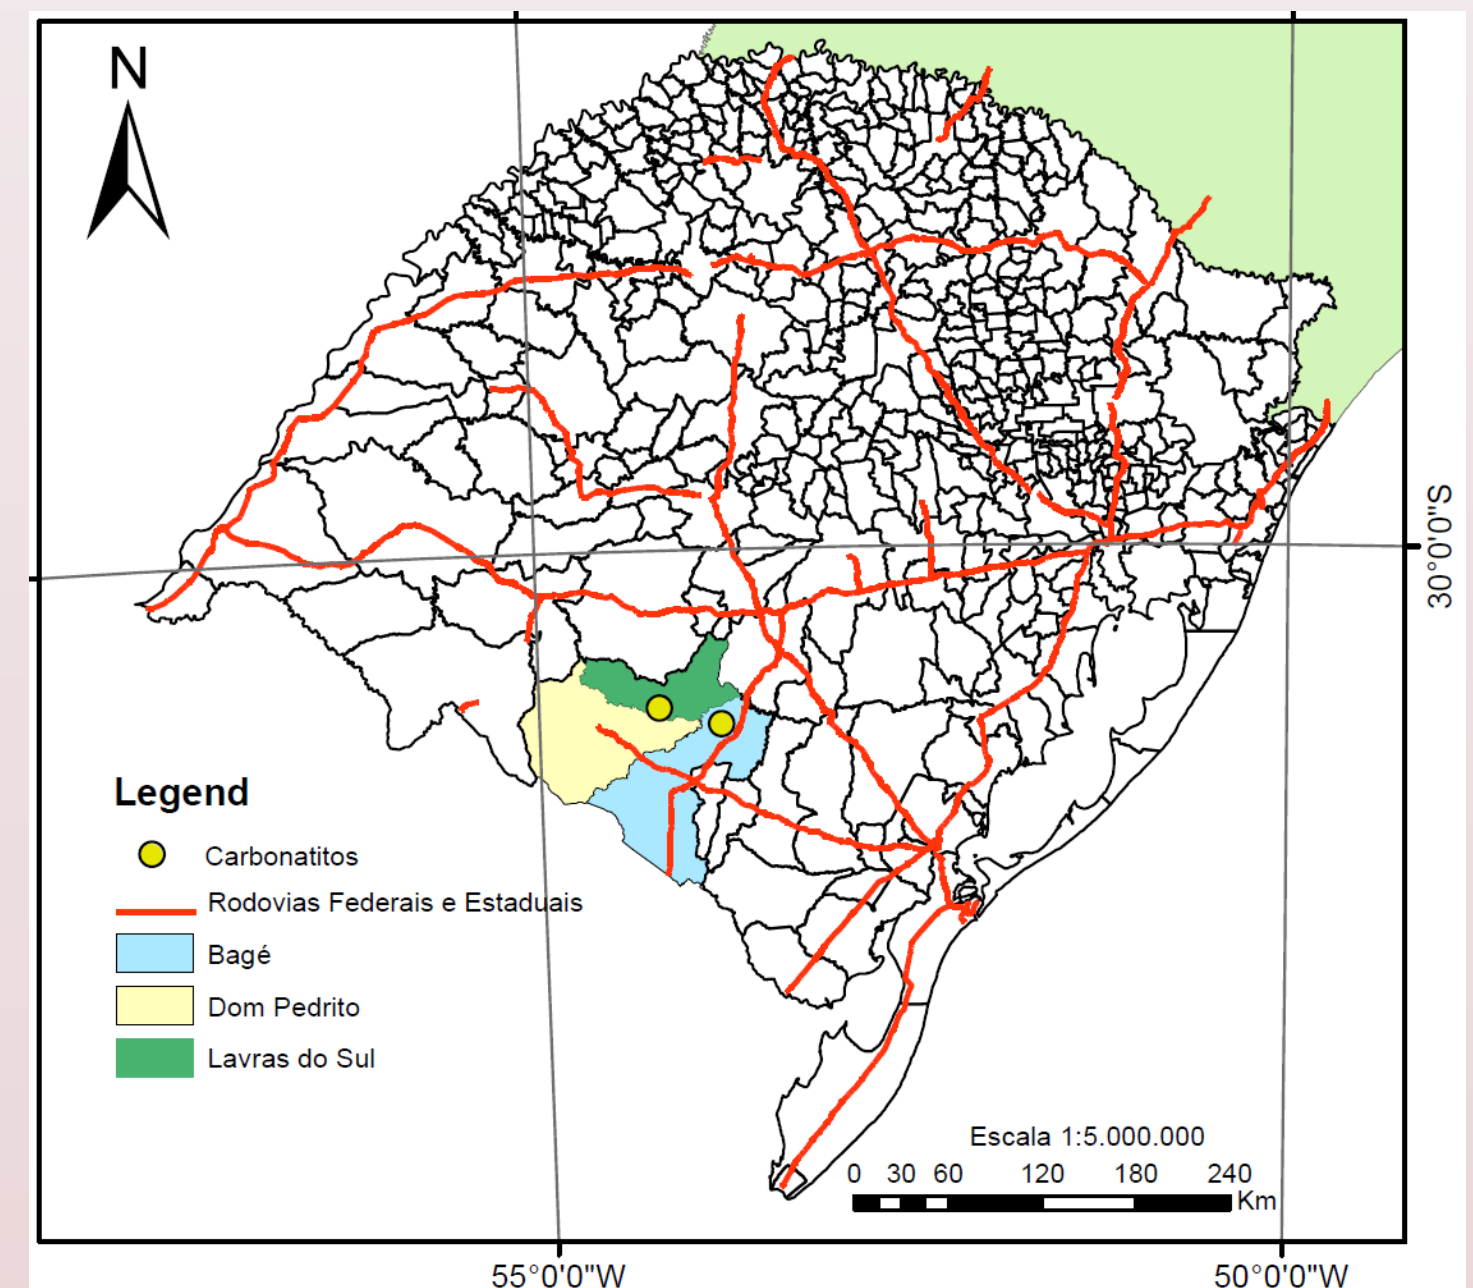 N
30°0'0"S
Legend
Carbonatitos
Rodovias Federais e Estaduais
Bagé
Dom Pedrito
Lavras do Sul
Escala 1:5.000.000
0 30 60 120 180 240
Km
55°0'0"W 50°0'0"W